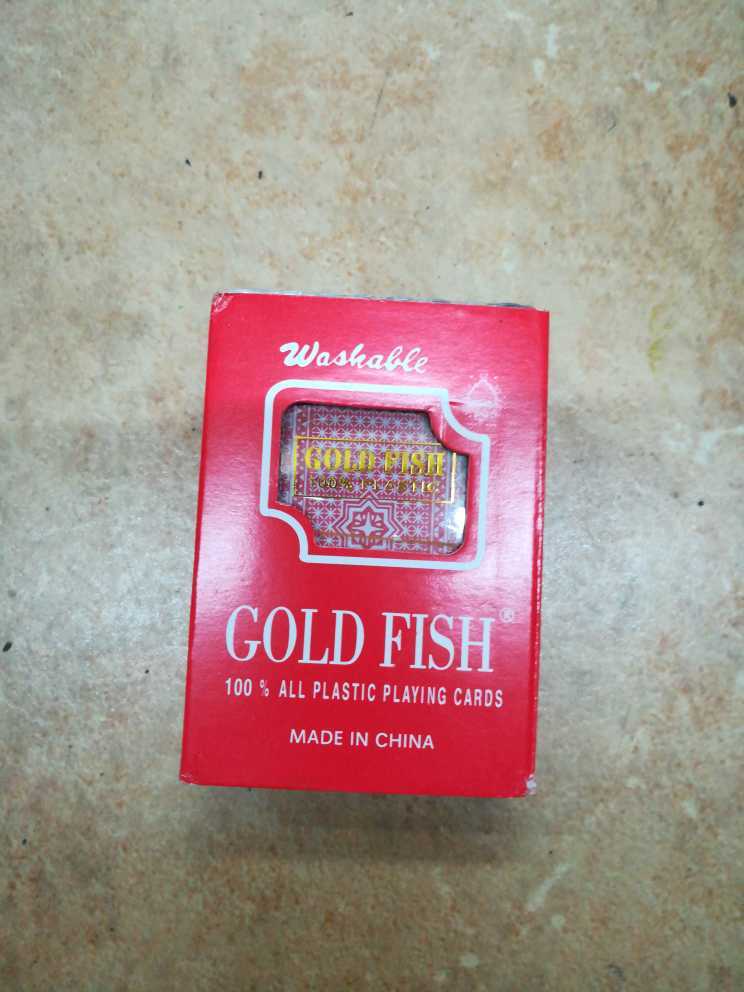 Washable
GOLD FISH
100% PLASTIC
GOLD FISH®
100 % ALL PLASTIC PLAYING CARDS
MADE IN CHINA